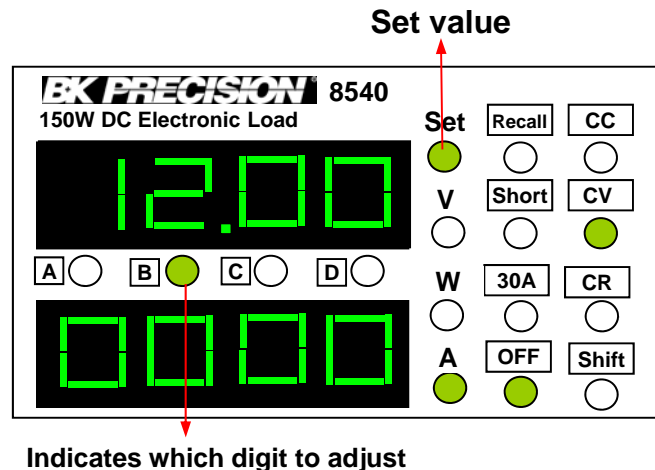 Set value
BK PRECISION® 8540
150W DC Electronic Load
Set Recall CC
12.00
V Short CV
A B C D
W 30A CR
0000
A OFF Shift
Indicates which digit to adjust